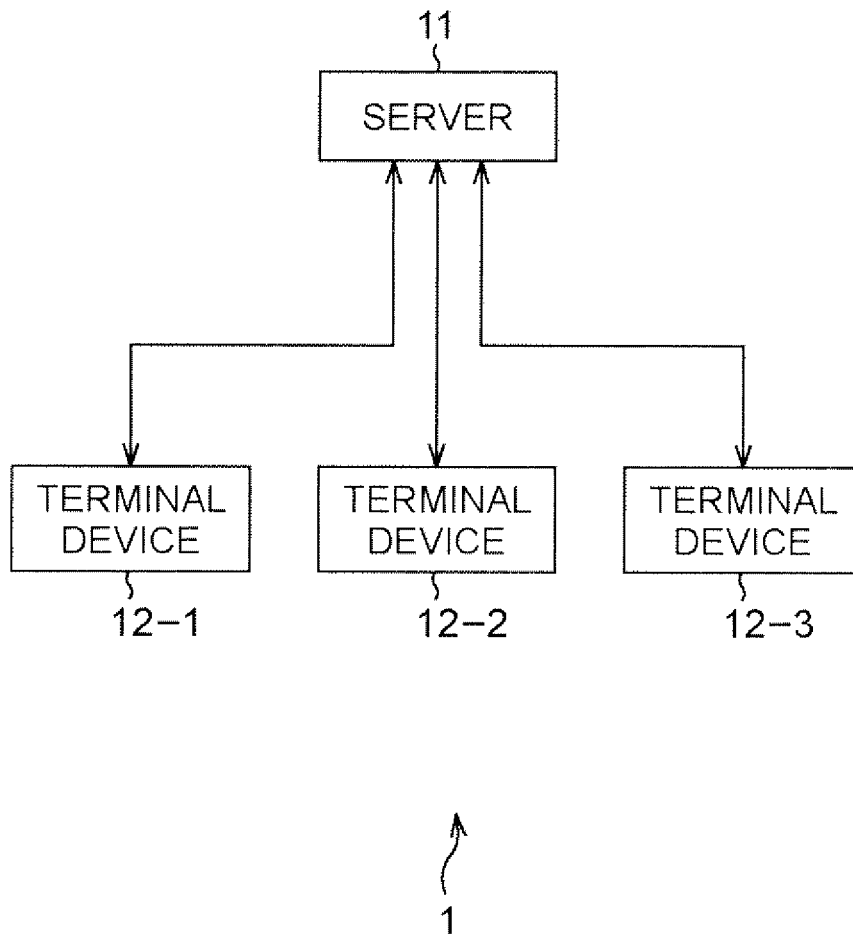 11
SERVER
TERMINAL
DEVICE
TERMINAL
DEVICE
TERMINAL
DEVICE
12-1
12-2
12-3
1